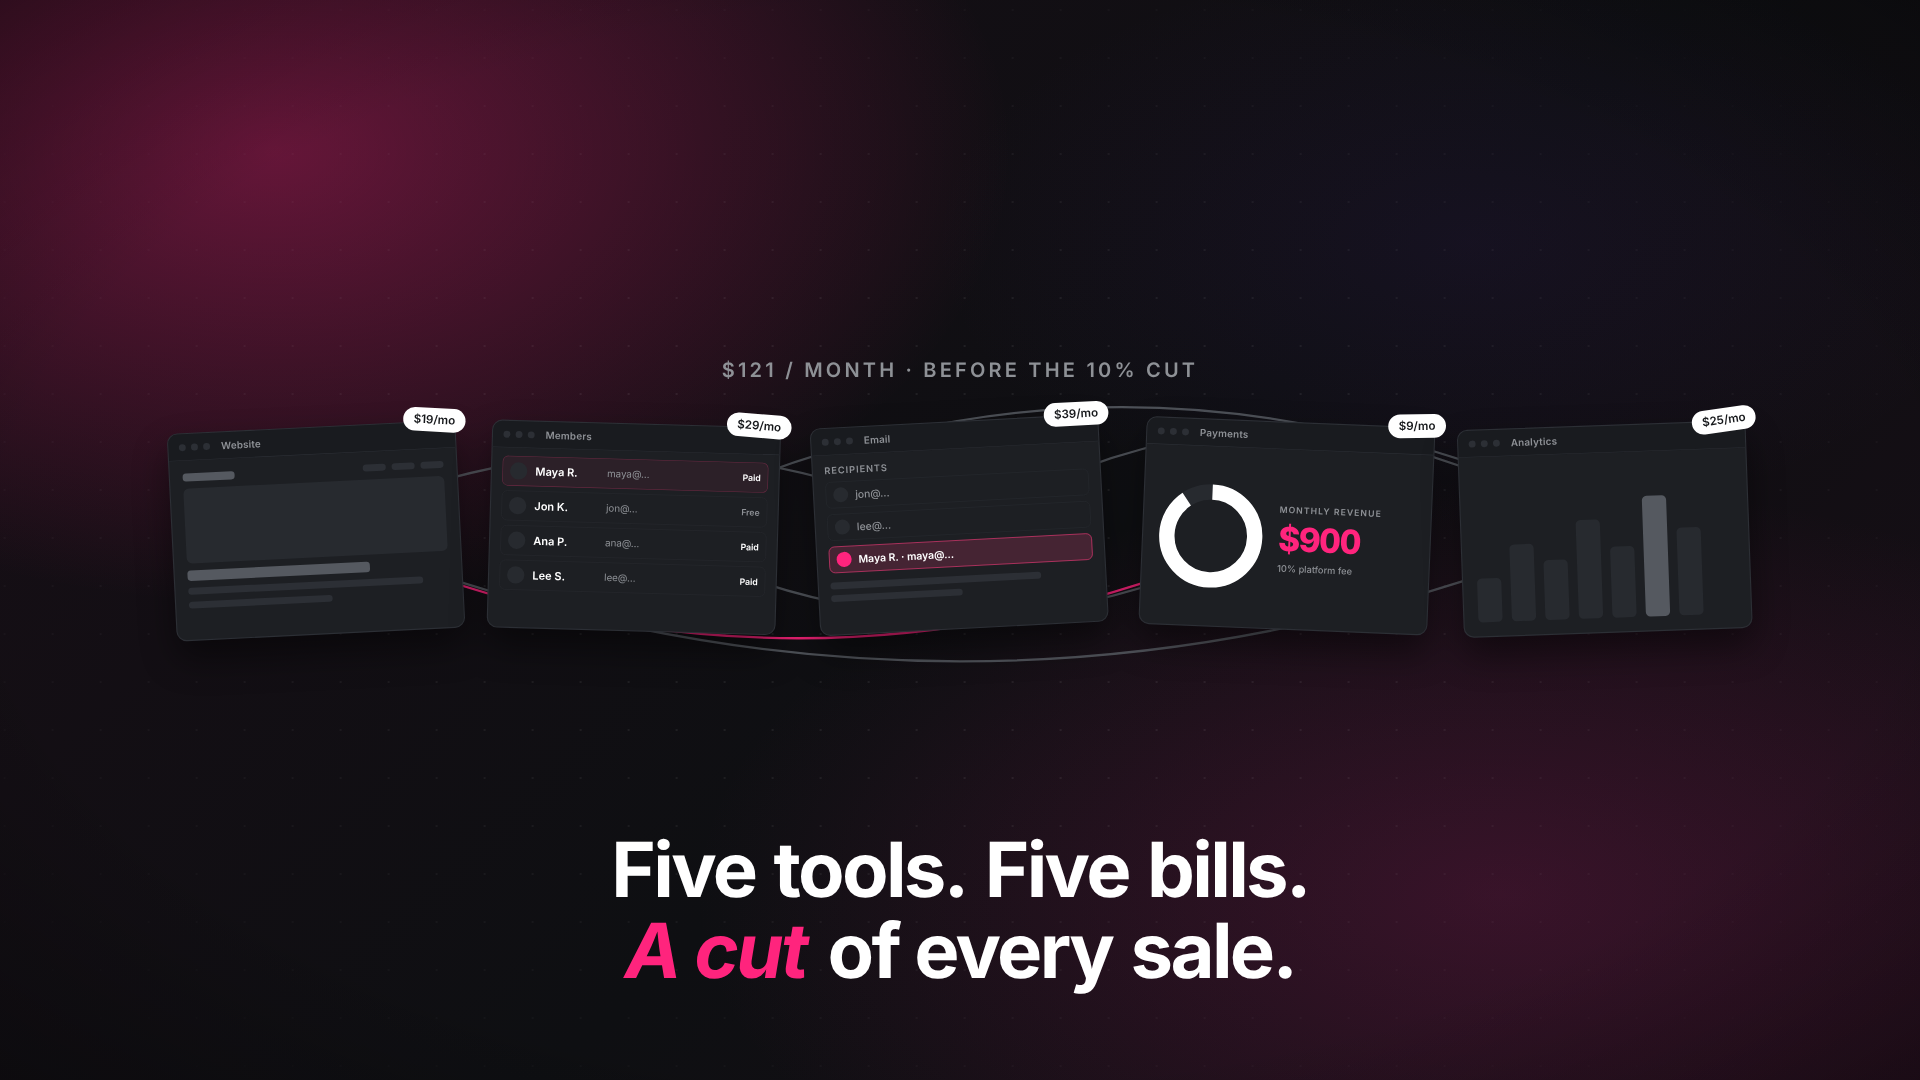 $121 / MONTH · BEFORE THE 10% CUT
Website
$19/mo
Members
$29/mo
Maya R. maya@... Paid
Jon K. jon@... Free
Ana P. ana@... Paid
Lee S. lee@... Paid
Email
$39/mo
RECIPIENTS
jon@...
lee@...
Maya R. · maya@...
Payments
$9/mo
MONTHLY REVENUE
$900
10% platform fee
Analytics
$25/mo
Five tools. Five bills.
A cut of every sale.